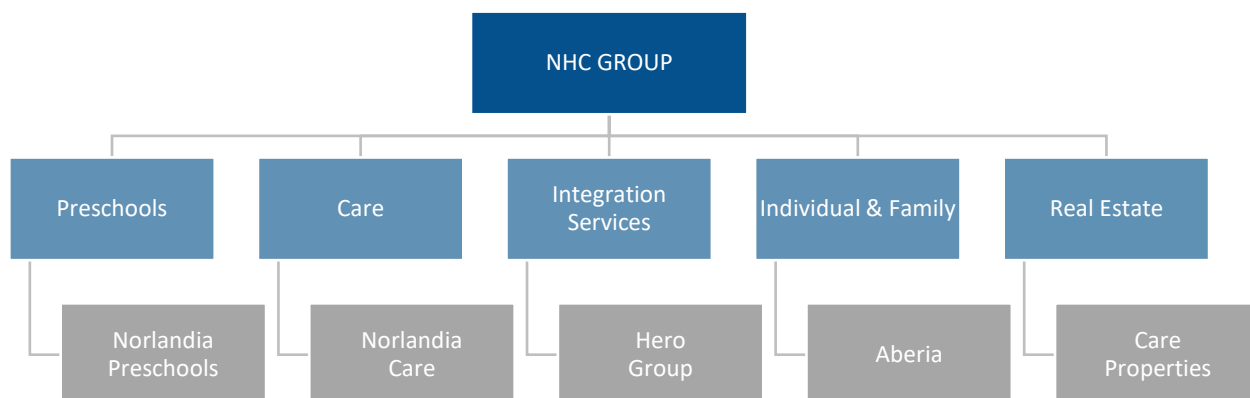 NHC GROUP
Preschools
Care
Integration
Services
Individual & Family
Real Estate
Norlandia
Preschools
Norlandia
Care
Hero
Group
Aberia
Care
Properties